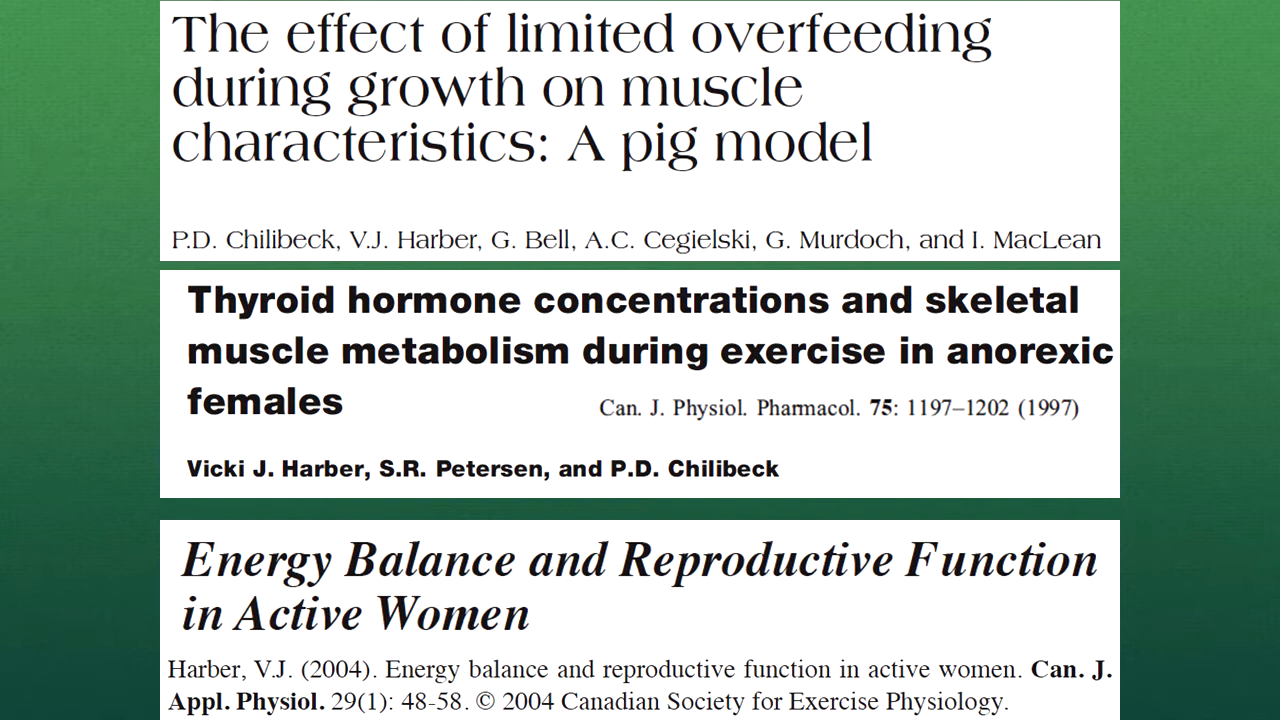 The effect of limited overfeeding
during growth on muscle
characteristics: A pig model
P.D. Chilibeck, V.J. Harber, G. Bell, A.C. Cegielski, G. Murdoch, and I. MacLean
Thyroid hormone concentrations and skeletal
muscle metabolism during exercise in anorexic
females
Can. J. Physiol. Pharmacol. 75: 1197–1202 (1997)
Vicki J. Harber, S.R. Petersen, and P.D. Chilibeck
Energy Balance and Reproductive Function
in Active Women
Harber, V.J. (2004). Energy balance and reproductive function in active women. Can. J.
Appl. Physiol. 29(1): 48-58. © 2004 Canadian Society for Exercise Physiology.